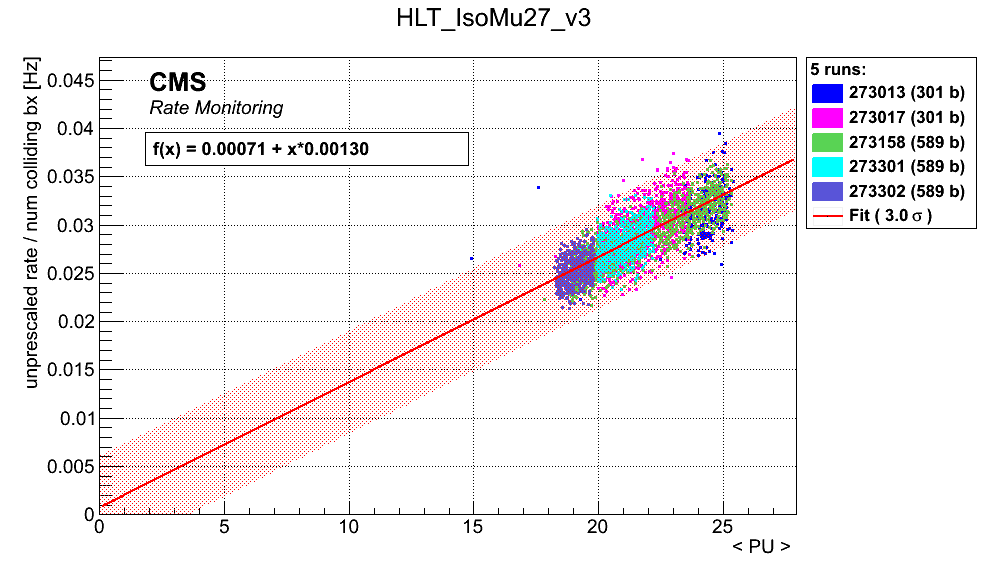 HLT_IsoMu27_v3
unprescaled rate / num colliding bx [Hz]
0.045
0.04
0.035
0.03
0.025
0.02
0.015
0.01
0.005
0
CMS
Rate Monitoring
f(x) = 0.00071 + x*0.00130
0 5 10 15 20 25
< PU >
5 runs:
273013 (301 b)
273017 (301 b)
273158 (589 b)
273301 (589 b)
273302 (589 b)
Fit ( 3.0 σ )